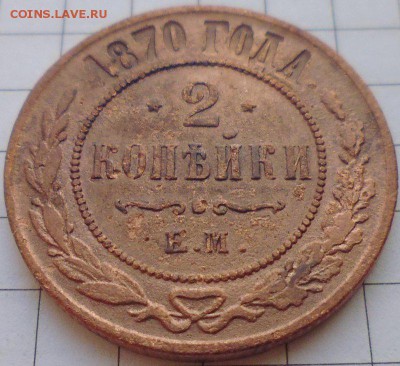 COINS.LAVE.RU
1870 ГОДА.
* 2 *
КОПѢЙКИ
Е.М.